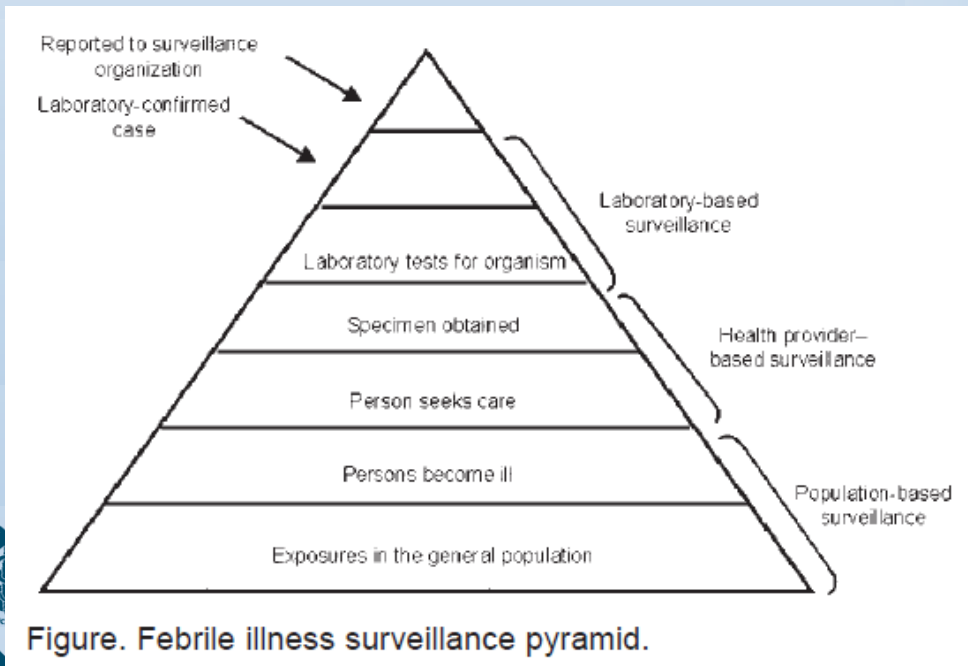 Reported to surveillance
organization
Laboratory-confirmed
case
Laboratory-based
surveillance
Laboratory tests for organism
Specimen obtained
Health provider–
based surveillance
Person seeks care
Persons become ill
Population-based
surveillance
Exposures in the general population
Figure. Febrile illness surveillance pyramid.